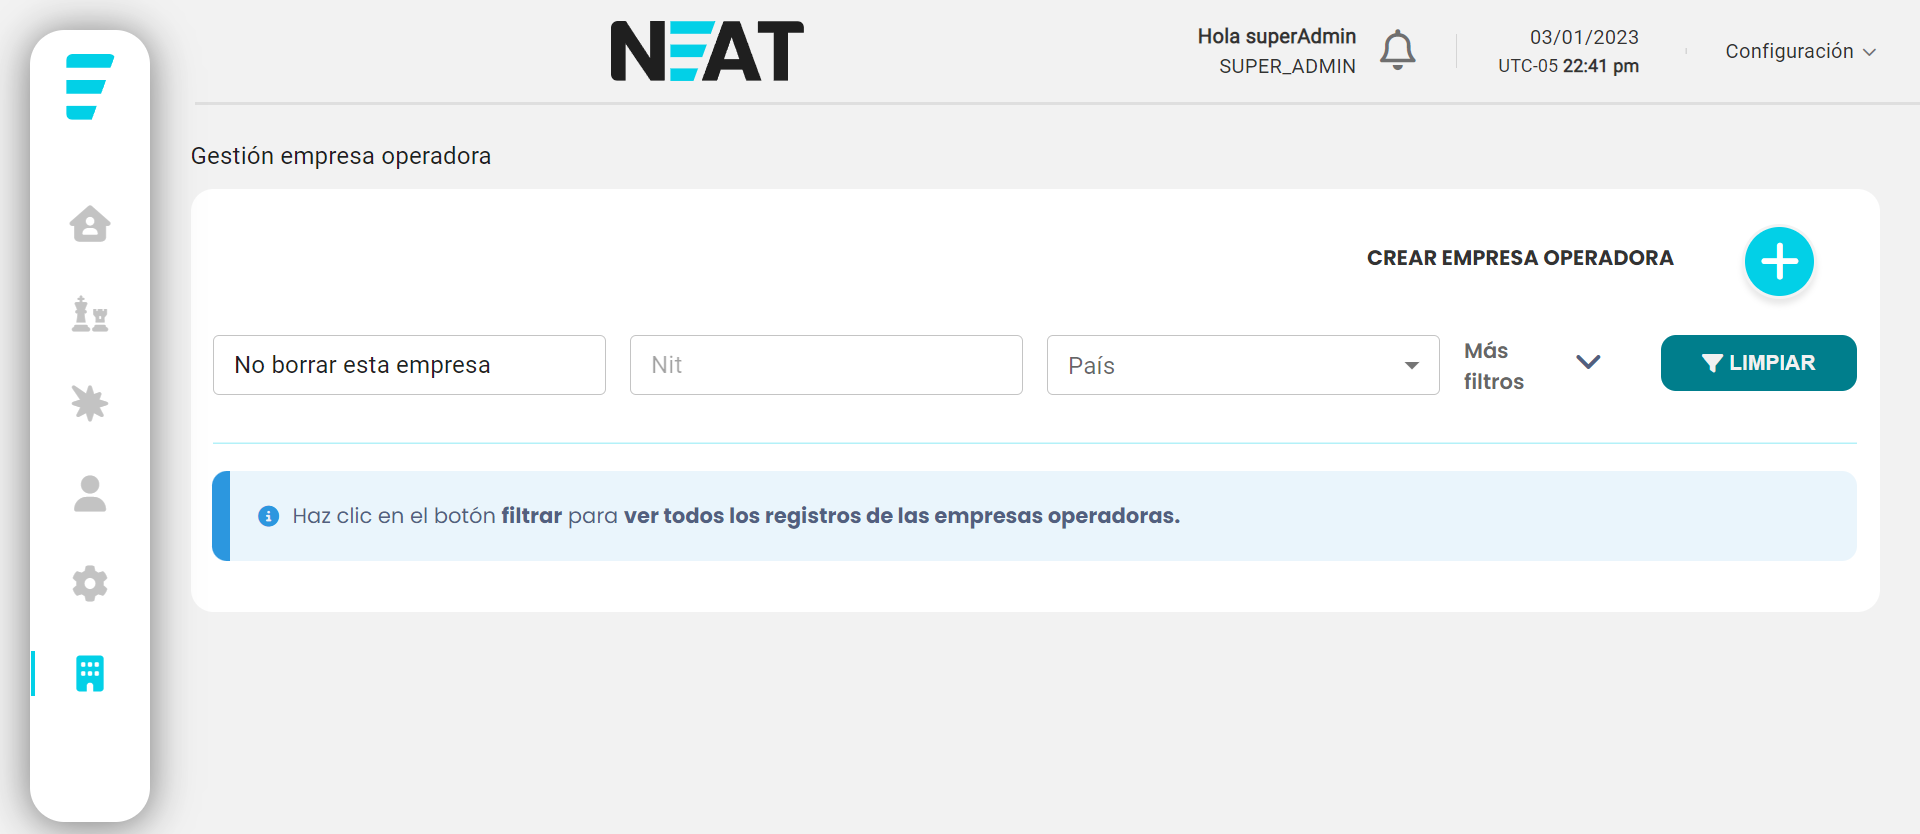 NEAT
Hola superAdmin
SUPER_ADMIN
03/01/2023
UTC-05 22:41 pm
Configuración
Gestión empresa operadora
CREAR EMPRESA OPERADORA
No borrar esta empresa
Nit
País
Más
filtros
LIMPIAR
Haz clic en el botón filtrar para ver todos los registros de las empresas operadoras.